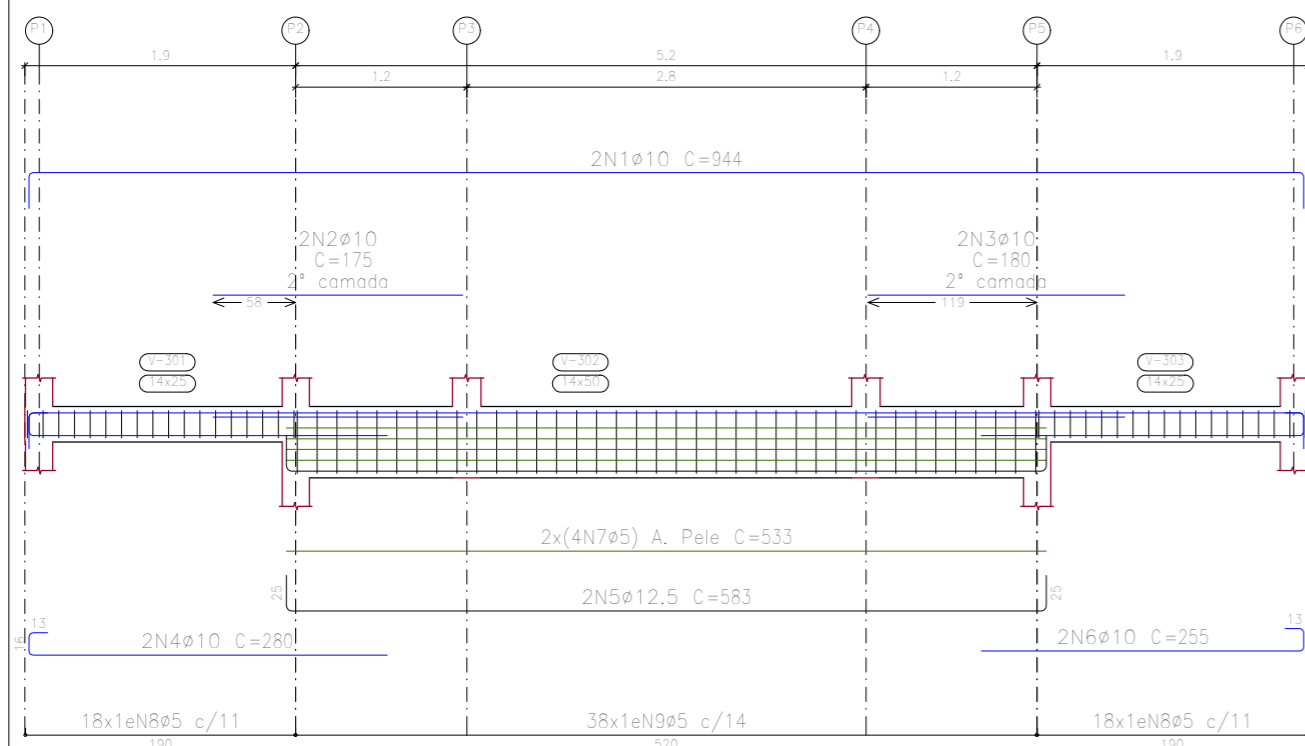 P1 P2 P3 P4 P5 P6
1.9 5.2 1.9
1.2 2.8 1.2
2N1ø10 C=944
2N2ø10
C=175
2ª camada
58
2N3ø10
C=180
2ª camada
119
V-301
14x25
V-302
14x50
V-303
14x25
2x(4N7ø5) A. Pele C=533
25
2N5ø12.5 C=583
25
13
16
2N4ø10 C=280
13
2N6ø10 C=255
18x1eN8ø5 c/11
190
38x1eN9ø5 c/14
520
18x1eN8ø5 c/11
190